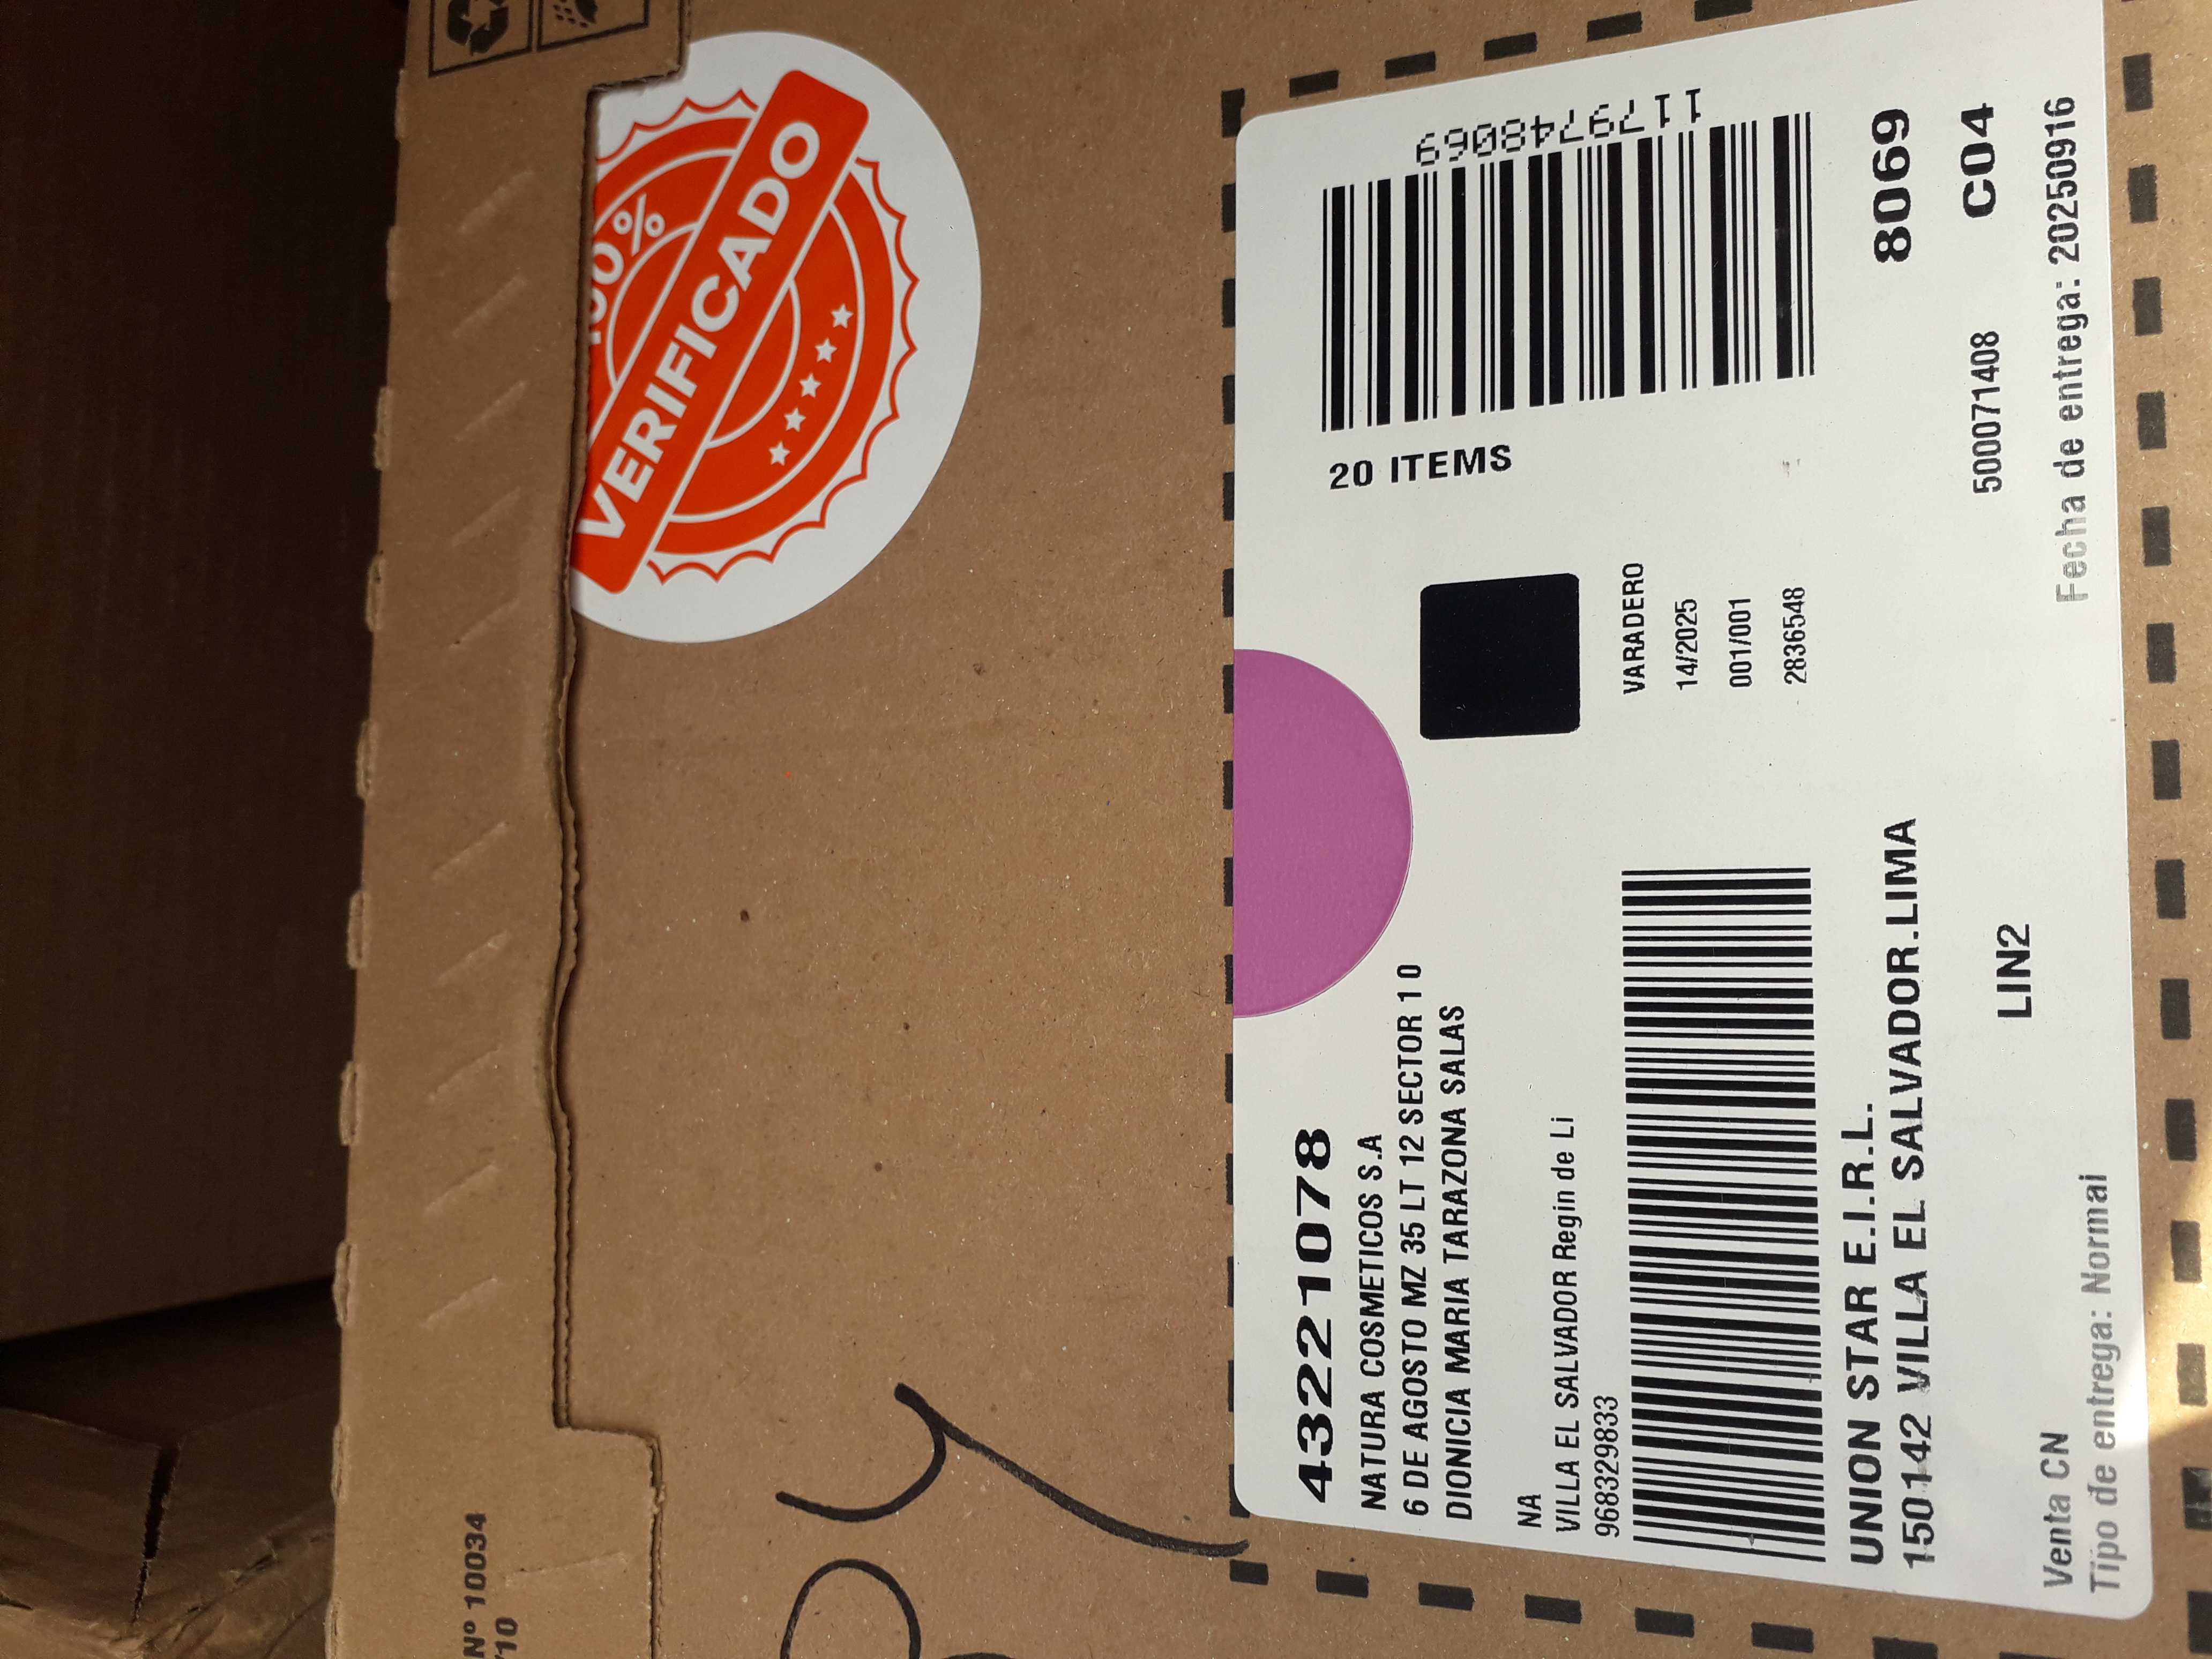 100%
VERIFICADO
43221078
NATURA COSMETICOS S.A
6 DE AGOSTO MZ 35 LT 12 SECTOR 1 0
DIONICIA MARIA TARAZONA SALAS
NA
VILLA EL SALVADOR Regin de Li
968329833
20 ITEMS
1179748069
VARADERO
14/2025
001/001
2836548
UNION STAR E.I.R.L.
8069
150142 VILLA EL SALVADOR.LIMA
LIN2
500071408
C04
Venta CN
Tipo de entrega: Normal
Fecha de entrega: 20250916
Nº 10034
/10